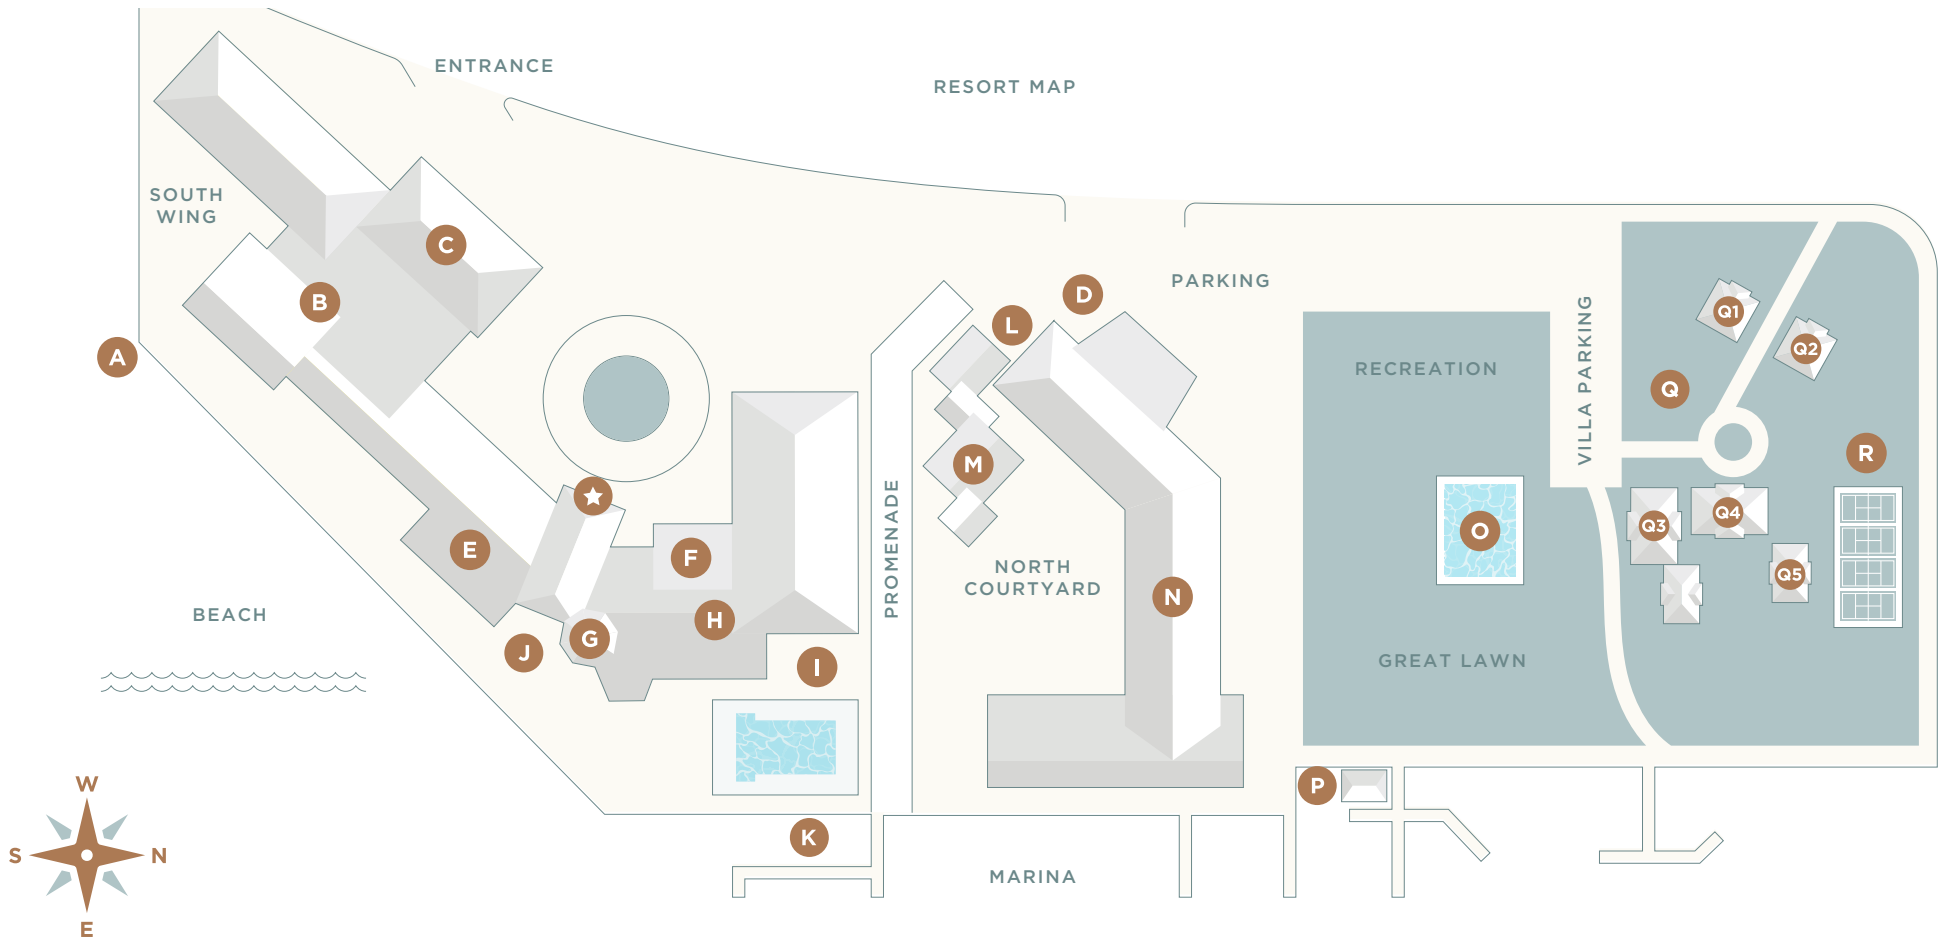 ENTRANCE
RESORT MAP
SOUTH
WING
C
B
A
L
D
PARKING
RECREATION
VILLA PARKING
Q1
Q2
Q
R
M
PROMENADE
E
F
H
G
J
I
NORTH
COURTYARD
N
O
Q3
Q4
Q5
GREAT LAWN
BEACH
P
K
MARINA
W
S
N
E